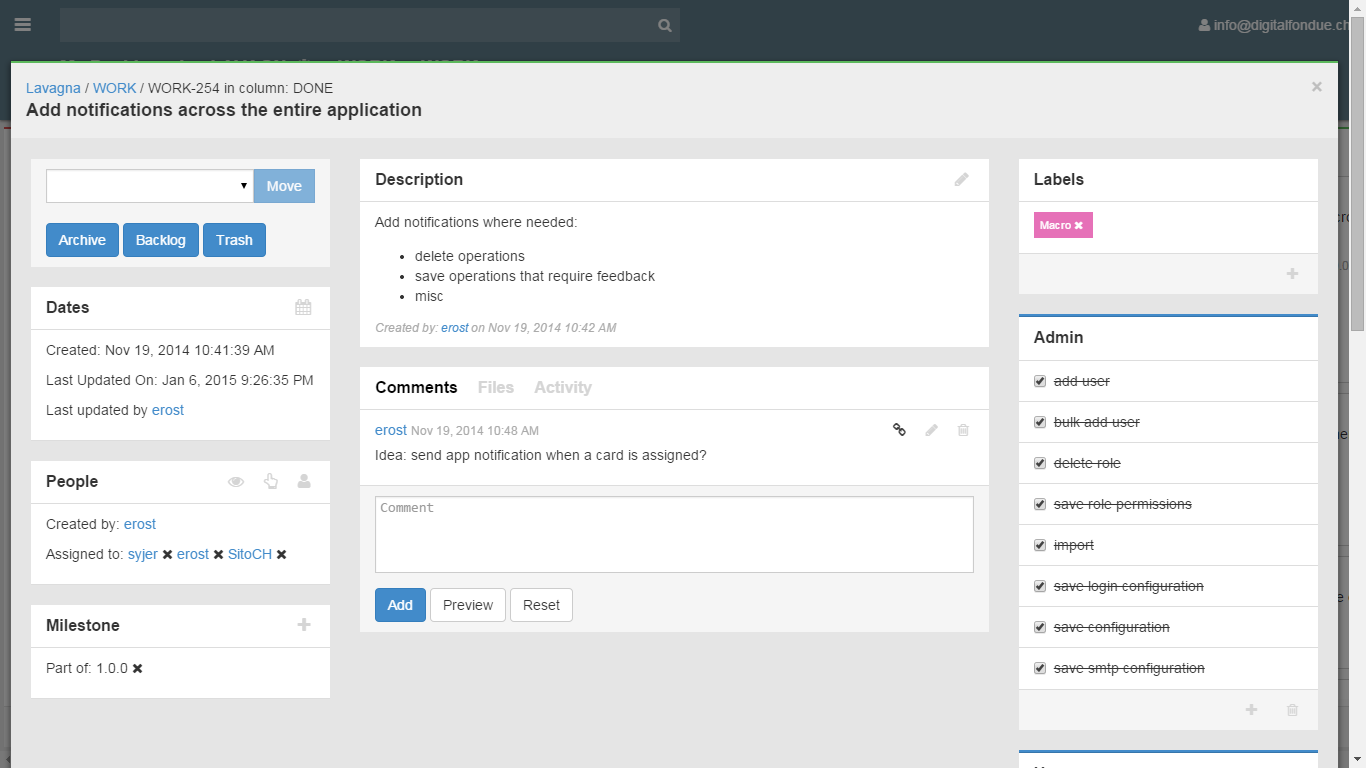 info@digitalfondue.ch
Lavagna / WORK / WORK-254 in column: DONE
×
Add notifications across the entire application
Move
Archive
Backlog
Trash
Dates
Created: Nov 19, 2014 10:41:39 AM
Last Updated On: Jan 6, 2015 9:26:35 PM
Last updated by erost
People
Created by: erost
Assigned to: syjer ✖ erost ✖ SitoCH ✖
Milestone
Part of: 1.0.0 ✖
Description
Add notifications where needed:
• delete operations
• save operations that require feedback
• misc
Created by: erost on Nov 19, 2014 10:42 AM
Comments Files Activity
erost Nov 19, 2014 10:48 AM
Idea: send app notification when a card is assigned?
Comment
Add Preview Reset
Labels
Macro ✖
Admin
add user
bulk add user
delete role
save role permissions
import
save login configuration
save configuration
save smtp configuration